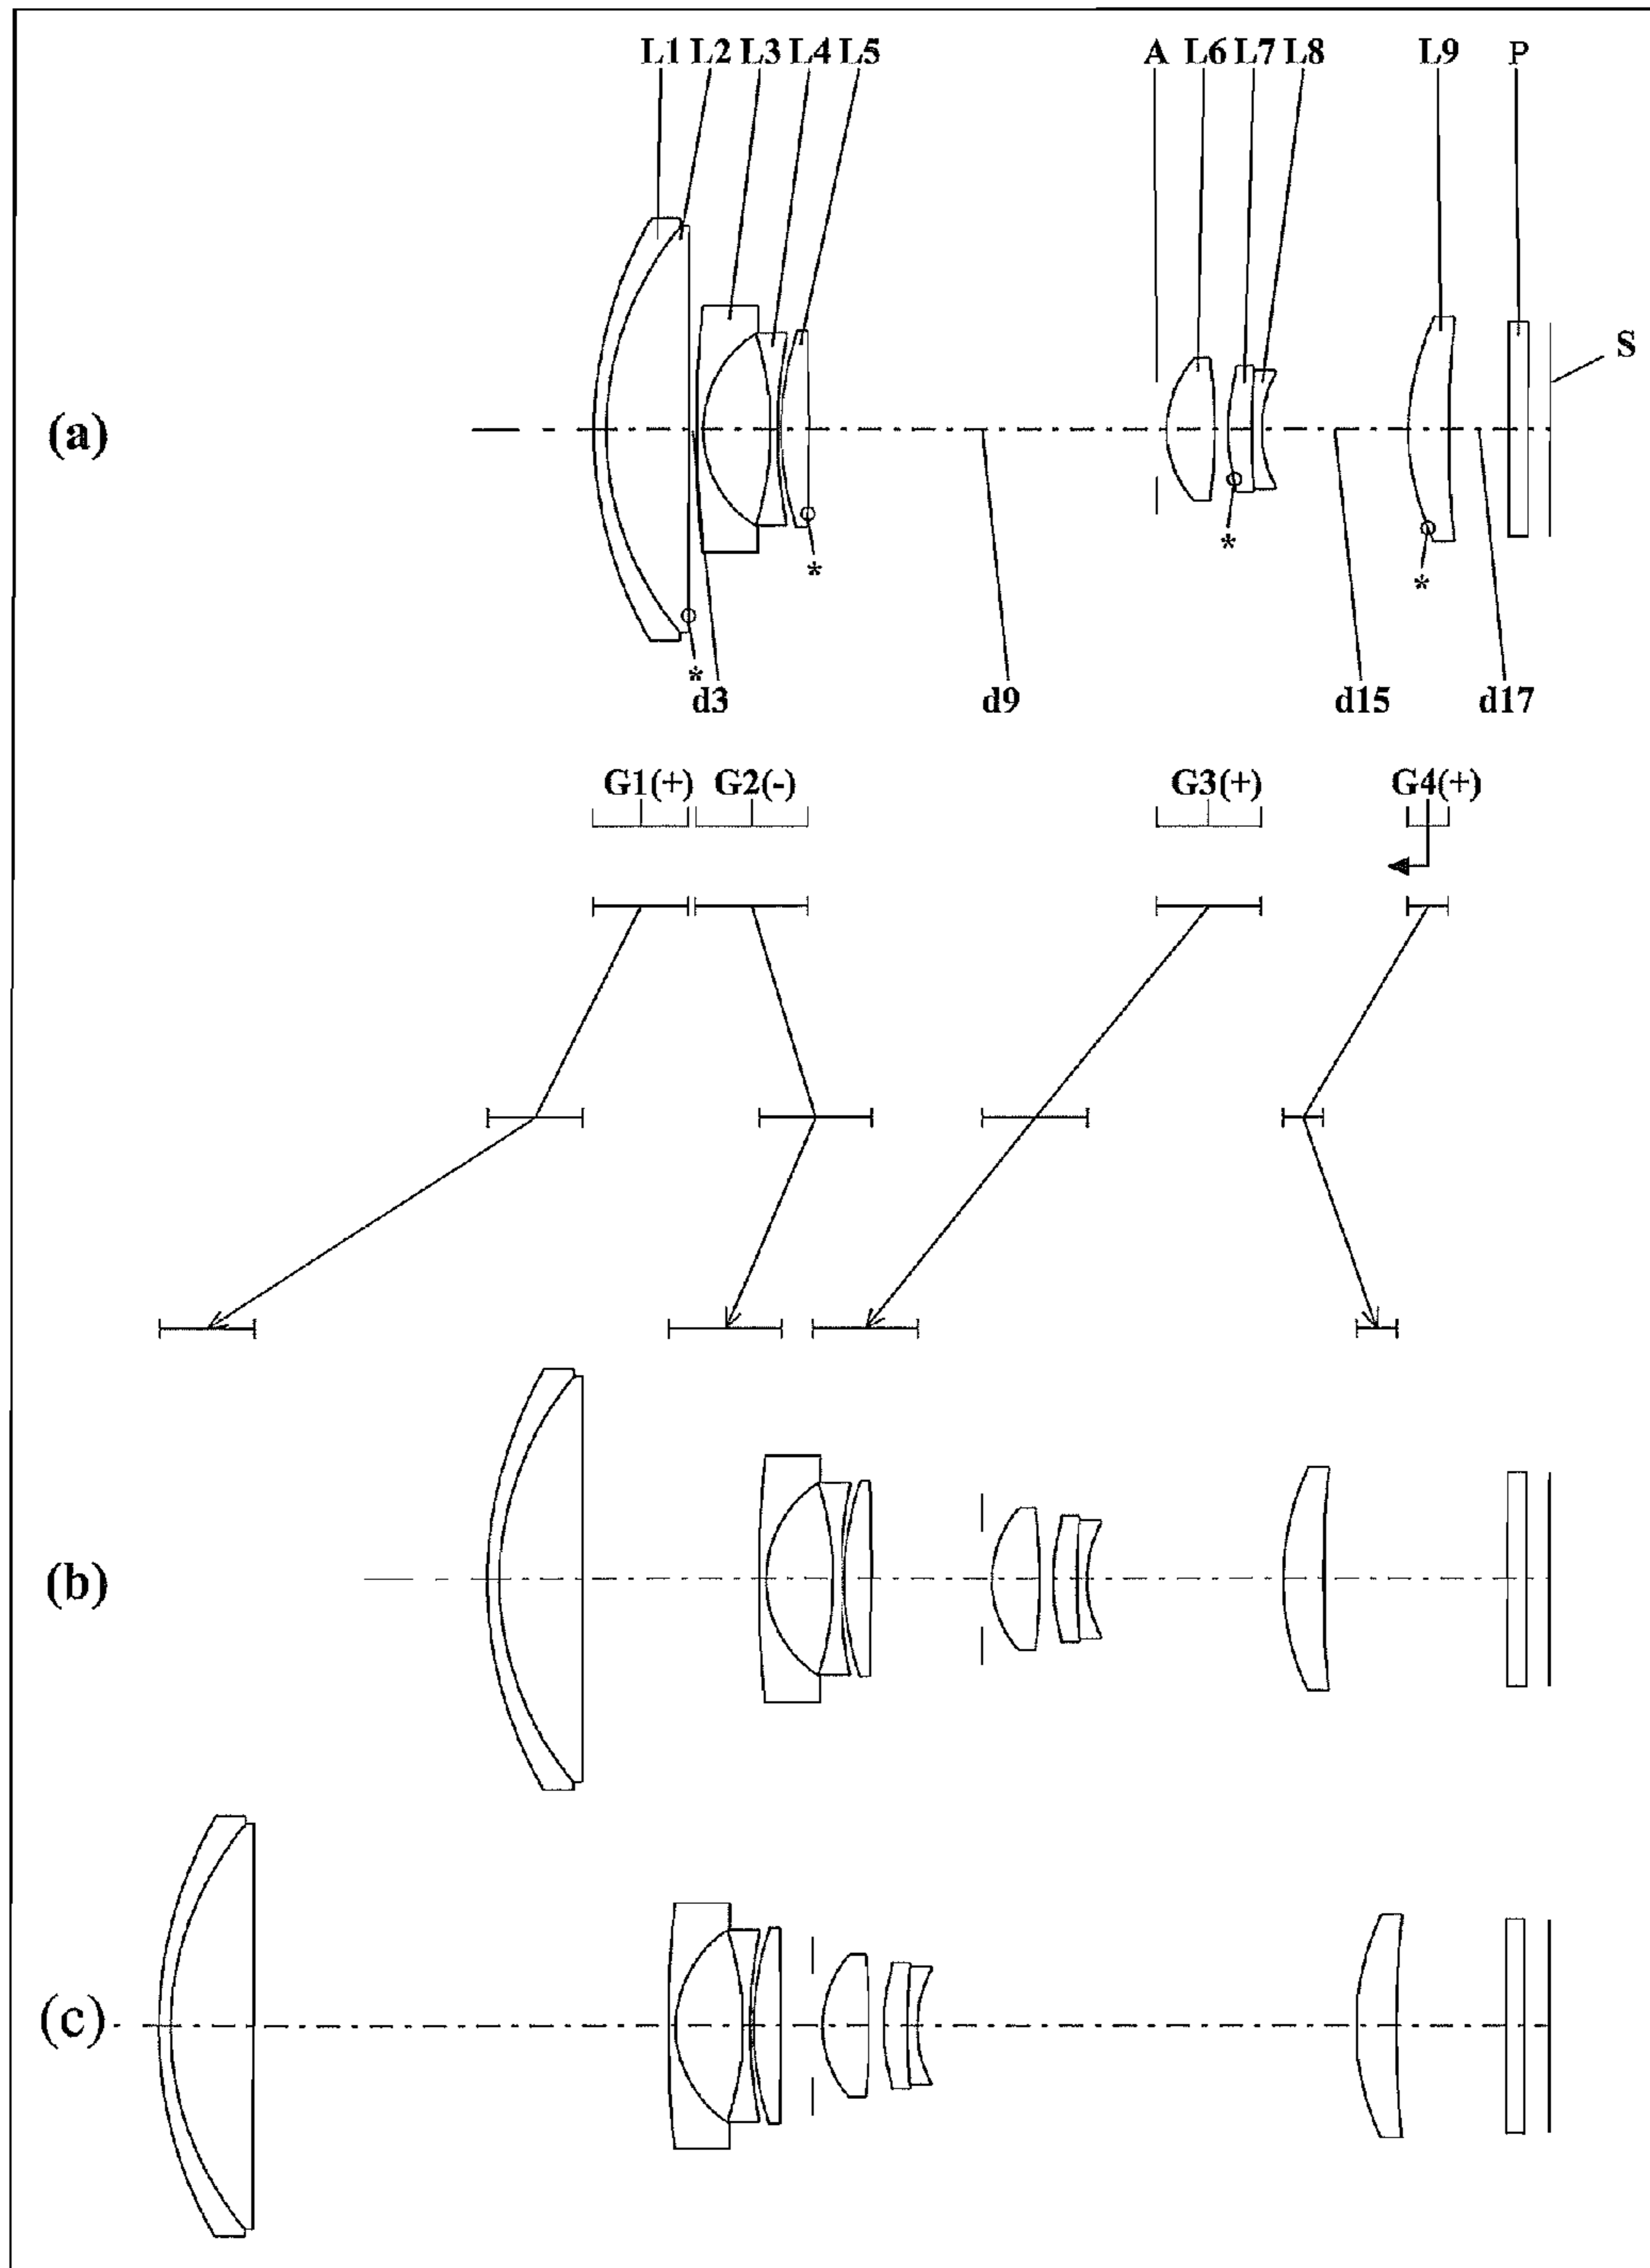 L1 L2 L3 L4 L5 A L6 L7 L8 L9 P
S
(a)
* * * *
d3 d9 d15 d17
G1(+) G2(-) G3(+) G4(+)
(b)
(c)